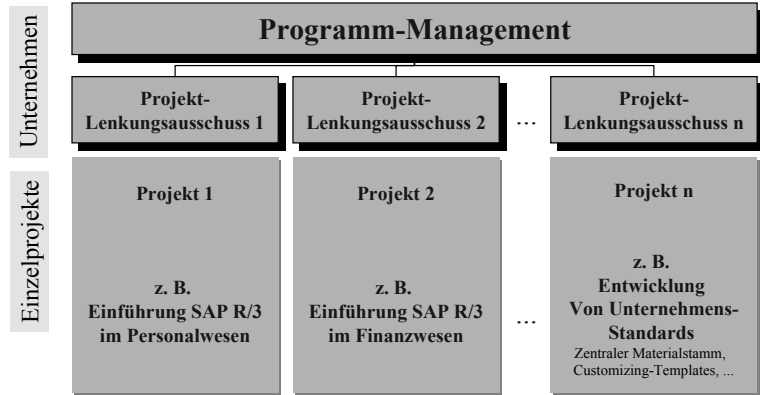 Unternehmen
Programm-Management
Projekt-
Lenkungsausschuss 1
Projekt-
Lenkungsausschuss 2
...
Projekt-
Lenkungsausschuss n
Einzelprojekte
Projekt 1
z. B.
Einführung SAP R/3
im Personalwesen
Projekt 2
z. B.
Einführung SAP R/3
im Finanzwesen
...
Projekt n
z. B.
Entwicklung
Von Unternehmens-
Standards
Zentraler Materialstamm,
Customizing-Templates, ...